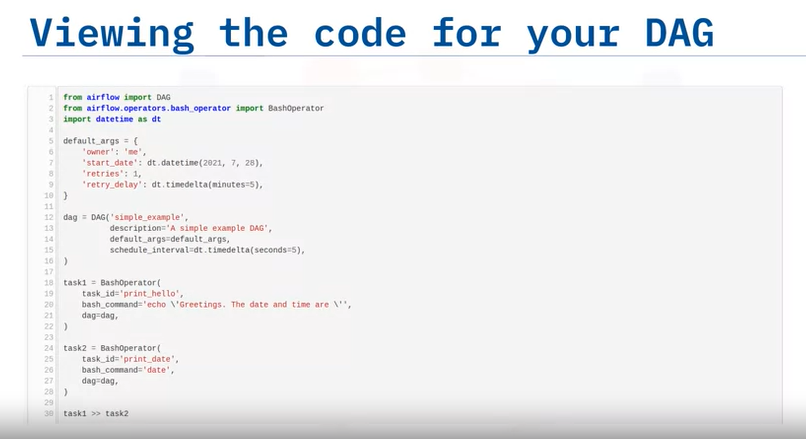 Viewing the code for your DAG
1 from airflow import DAG
2 from airflow.operators.bash_operator import BashOperator
3 import datetime as dt
4
5 default_args = {
6     'owner': 'me',
7     'start_date': dt.datetime(2021, 7, 28),
8     'retries': 1,
9     'retry_delay': dt.timedelta(minutes=5),
10 }
11
12 dag = DAG('simple_example',
13           description='A simple example DAG',
14           default_args=default_args,
15           schedule_interval=dt.timedelta(seconds=5),
16 )
17
18 task1 = BashOperator(
19     task_id='print_hello',
20     bash_command='echo \'Greetings. The date and time are \'',
21     dag=dag,
22 )
23
24 task2 = BashOperator(
25     task_id='print_date',
26     bash_command='date',
27     dag=dag,
28 )
29
30 task1 >> task2